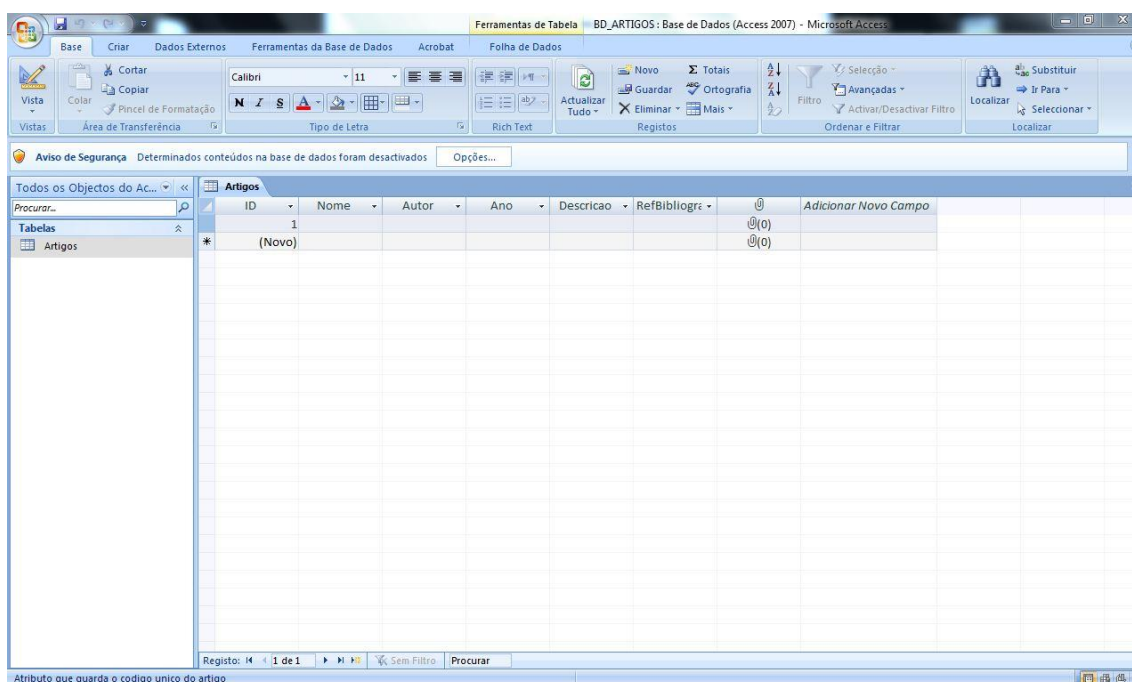 Ferramentas de Tabela BD_ARTIGOS : Base de Dados (Access 2007) - Microsoft Access
Base Criar Dados Externos Ferramentas da Base de Dados Acrobat Folha de Dados
Vista
Vistas
Colar
Cortar
Copiar
Pincel de Formatação
Área de Transferência
Calibri 11
N I S A
Tipo de Letra
Rich Text
Actualizar
Tudo
Novo
Guardar
Eliminar
Totais
Ortografia
Mais
Registos
Filtro
Selecção
Avançadas
Activar/Desactivar Filtro
Ordenar e Filtrar
Localizar
Substituir
Ir Para
Seleccionar
Localizar
Aviso de Segurança Determinados conteúdos na base de dados foram desactivados Opções...
Todos os Objectos do Ac...
Procurar...
Tabelas
Artigos
Artigos
ID Nome Autor Ano Descricao RefBibliogra Adicionar Novo Campo
1 (0)
(Novo) (0)
Registo: 1 de 1 Sem Filtro Procurar
Atributo que guarda o codigo unico do artigo